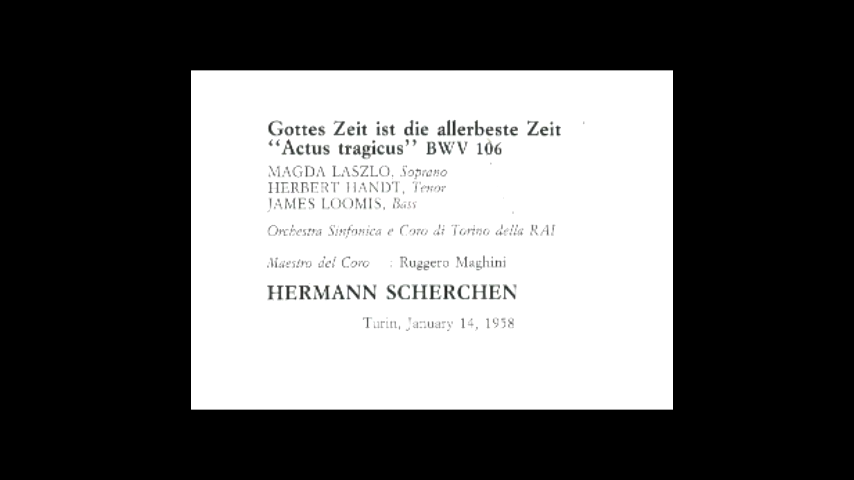 Gottes Zeit ist die allerbeste Zeit
“Actus tragicus” BWV 106
MAGDA LASZLO, Soprano
HERBERT HANDT, Tenor
JAMES LOOMIS, Bass
Orchestra Sinfonica e Coro di Torino della RAI
Maestro del Coro : Ruggero Maghini
HERMANN SCHERCHEN
Turin, January 14, 1958